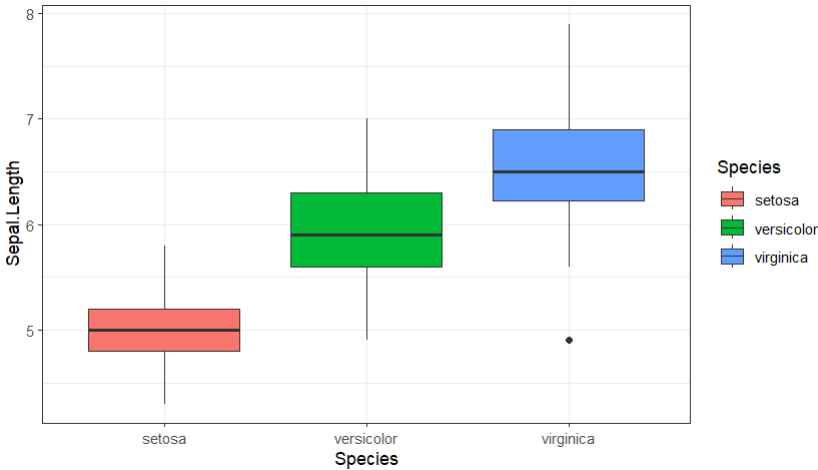 8
7
6
5
Sepal.Length
setosa
versicolor
virginica
Species
Species
setosa
versicolor
virginica